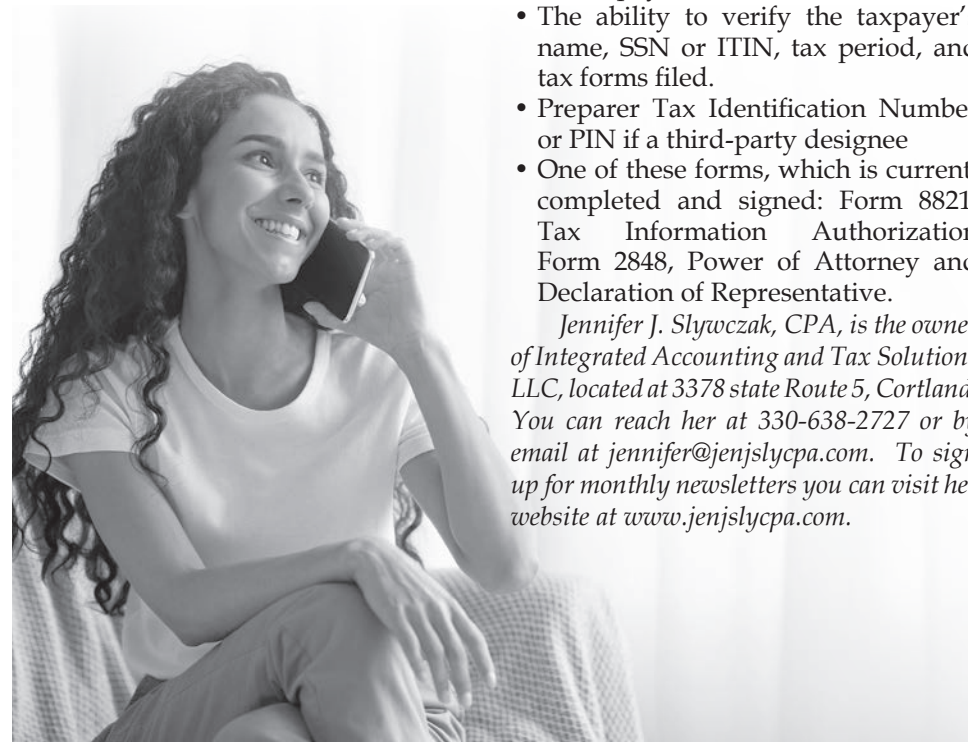 • The ability to verify the taxpayer’
name, SSN or ITIN, tax period, and
tax forms filed.
• Preparer Tax Identification Number
or PIN if a third-party designee
• One of these forms, which is current,
completed and signed: Form 8821,
Tax Information Authorization
Form 2848, Power of Attorney and
Declaration of Representative.
Jennifer J. Slywczak, CPA, is the owner
of Integrated Accounting and Tax Solution
LLC, located at 3378 state Route 5, Cortland.
You can reach her at 330-638-2727 or by
email at jennifer@jenjslycpa.com. To sign
up for monthly newsletters you can visit her
website at www.jenjslycpa.com.